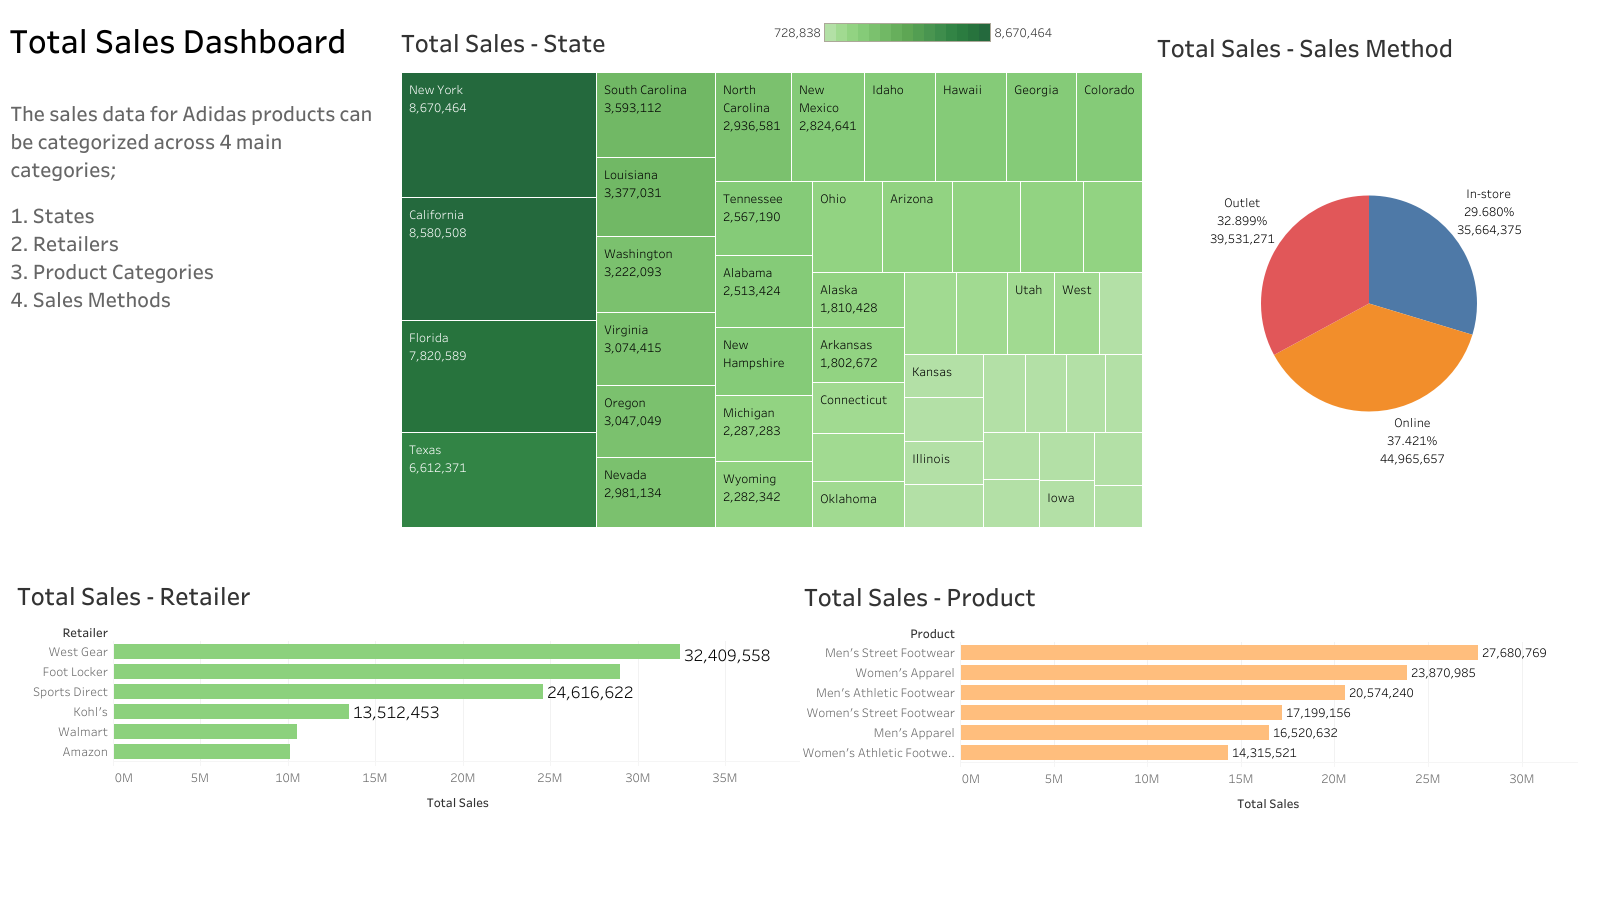 Total Sales Dashboard
The sales data for Adidas products can
be categorized across 4 main
categories;
1. States
2. Retailers
3. Product Categories
4. Sales Methods
Total Sales - State
728,838
8,670,464
New York
8,670,464
California
8,580,508
Florida
7,820,589
Texas
6,612,371
South Carolina
3,593,112
Louisiana
3,377,031
Washington
3,222,093
Virginia
3,074,415
Oregon
3,047,049
Nevada
2,981,134
North
Carolina
2,936,581
New
Mexico
2,824,641
Idaho
Hawaii
Georgia
Colorado
Tennessee
2,567,190
Alabama
2,513,424
New
Hampshire
Michigan
2,287,283
Wyoming
2,282,342
Ohio
Arizona
Alaska
1,810,428
Arkansas
1,802,672
Connecticut
Oklahoma
Utah
West
Kansas
Illinois
Iowa
Total Sales - Sales Method
In-store
29.680%
35,664,375
Outlet
32.899%
39,531,271
Online
37.421%
44,965,657
Total Sales - Retailer
Retailer
West Gear
32,409,558
Foot Locker
Sports Direct
24,616,622
Kohl's
13,512,453
Walmart
Amazon
0M 5M 10M 15M 20M 25M 30M 35M
Total Sales
Total Sales - Product
Product
Men's Street Footwear
27,680,769
Women's Apparel
23,870,985
Men's Athletic Footwear
20,574,240
Women's Street Footwear
17,199,156
Men's Apparel
16,520,632
Women's Athletic Footwe..
14,315,521
0M 5M 10M 15M 20M 25M 30M
Total Sales